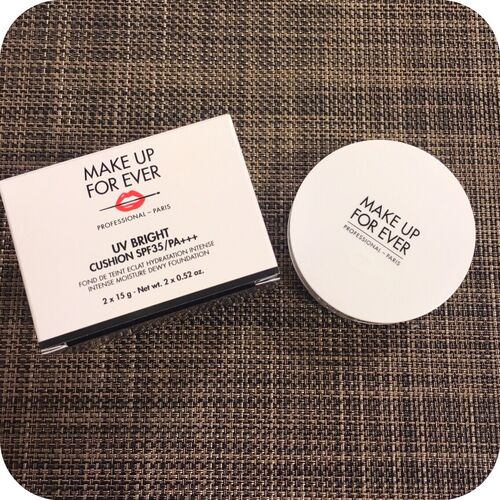 MAKE UP
FOR EVER
PROFESSIONAL – PARIS
UV BRIGHT
CUSHION SPF35/PA+++
FOND DE TEINT ECLAT HYDRATATION INTENSE
INTENSE MOISTURE DEWY FOUNDATION
2 x 15 g - Net wt. 2 x 0.52 oz.
MAKE UP
FOR EVER
PROFESSIONAL – PARIS